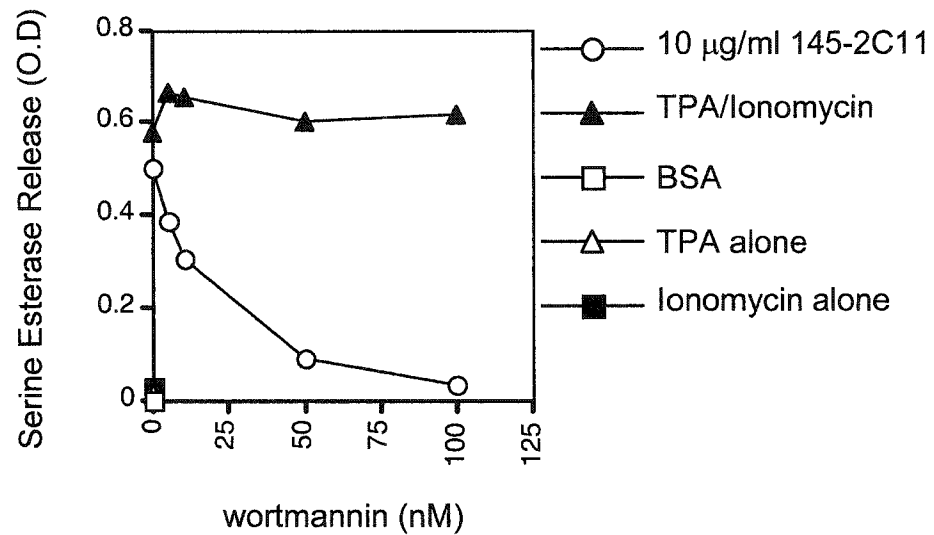 Serine Esterase Release (O.D)
0.8
0.6
0.4
0.2
0
0
25
50
75
100
125
wortmannin (nM)
10 µg/ml 145-2C11
TPA/Ionomycin
BSA
TPA alone
Ionomycin alone